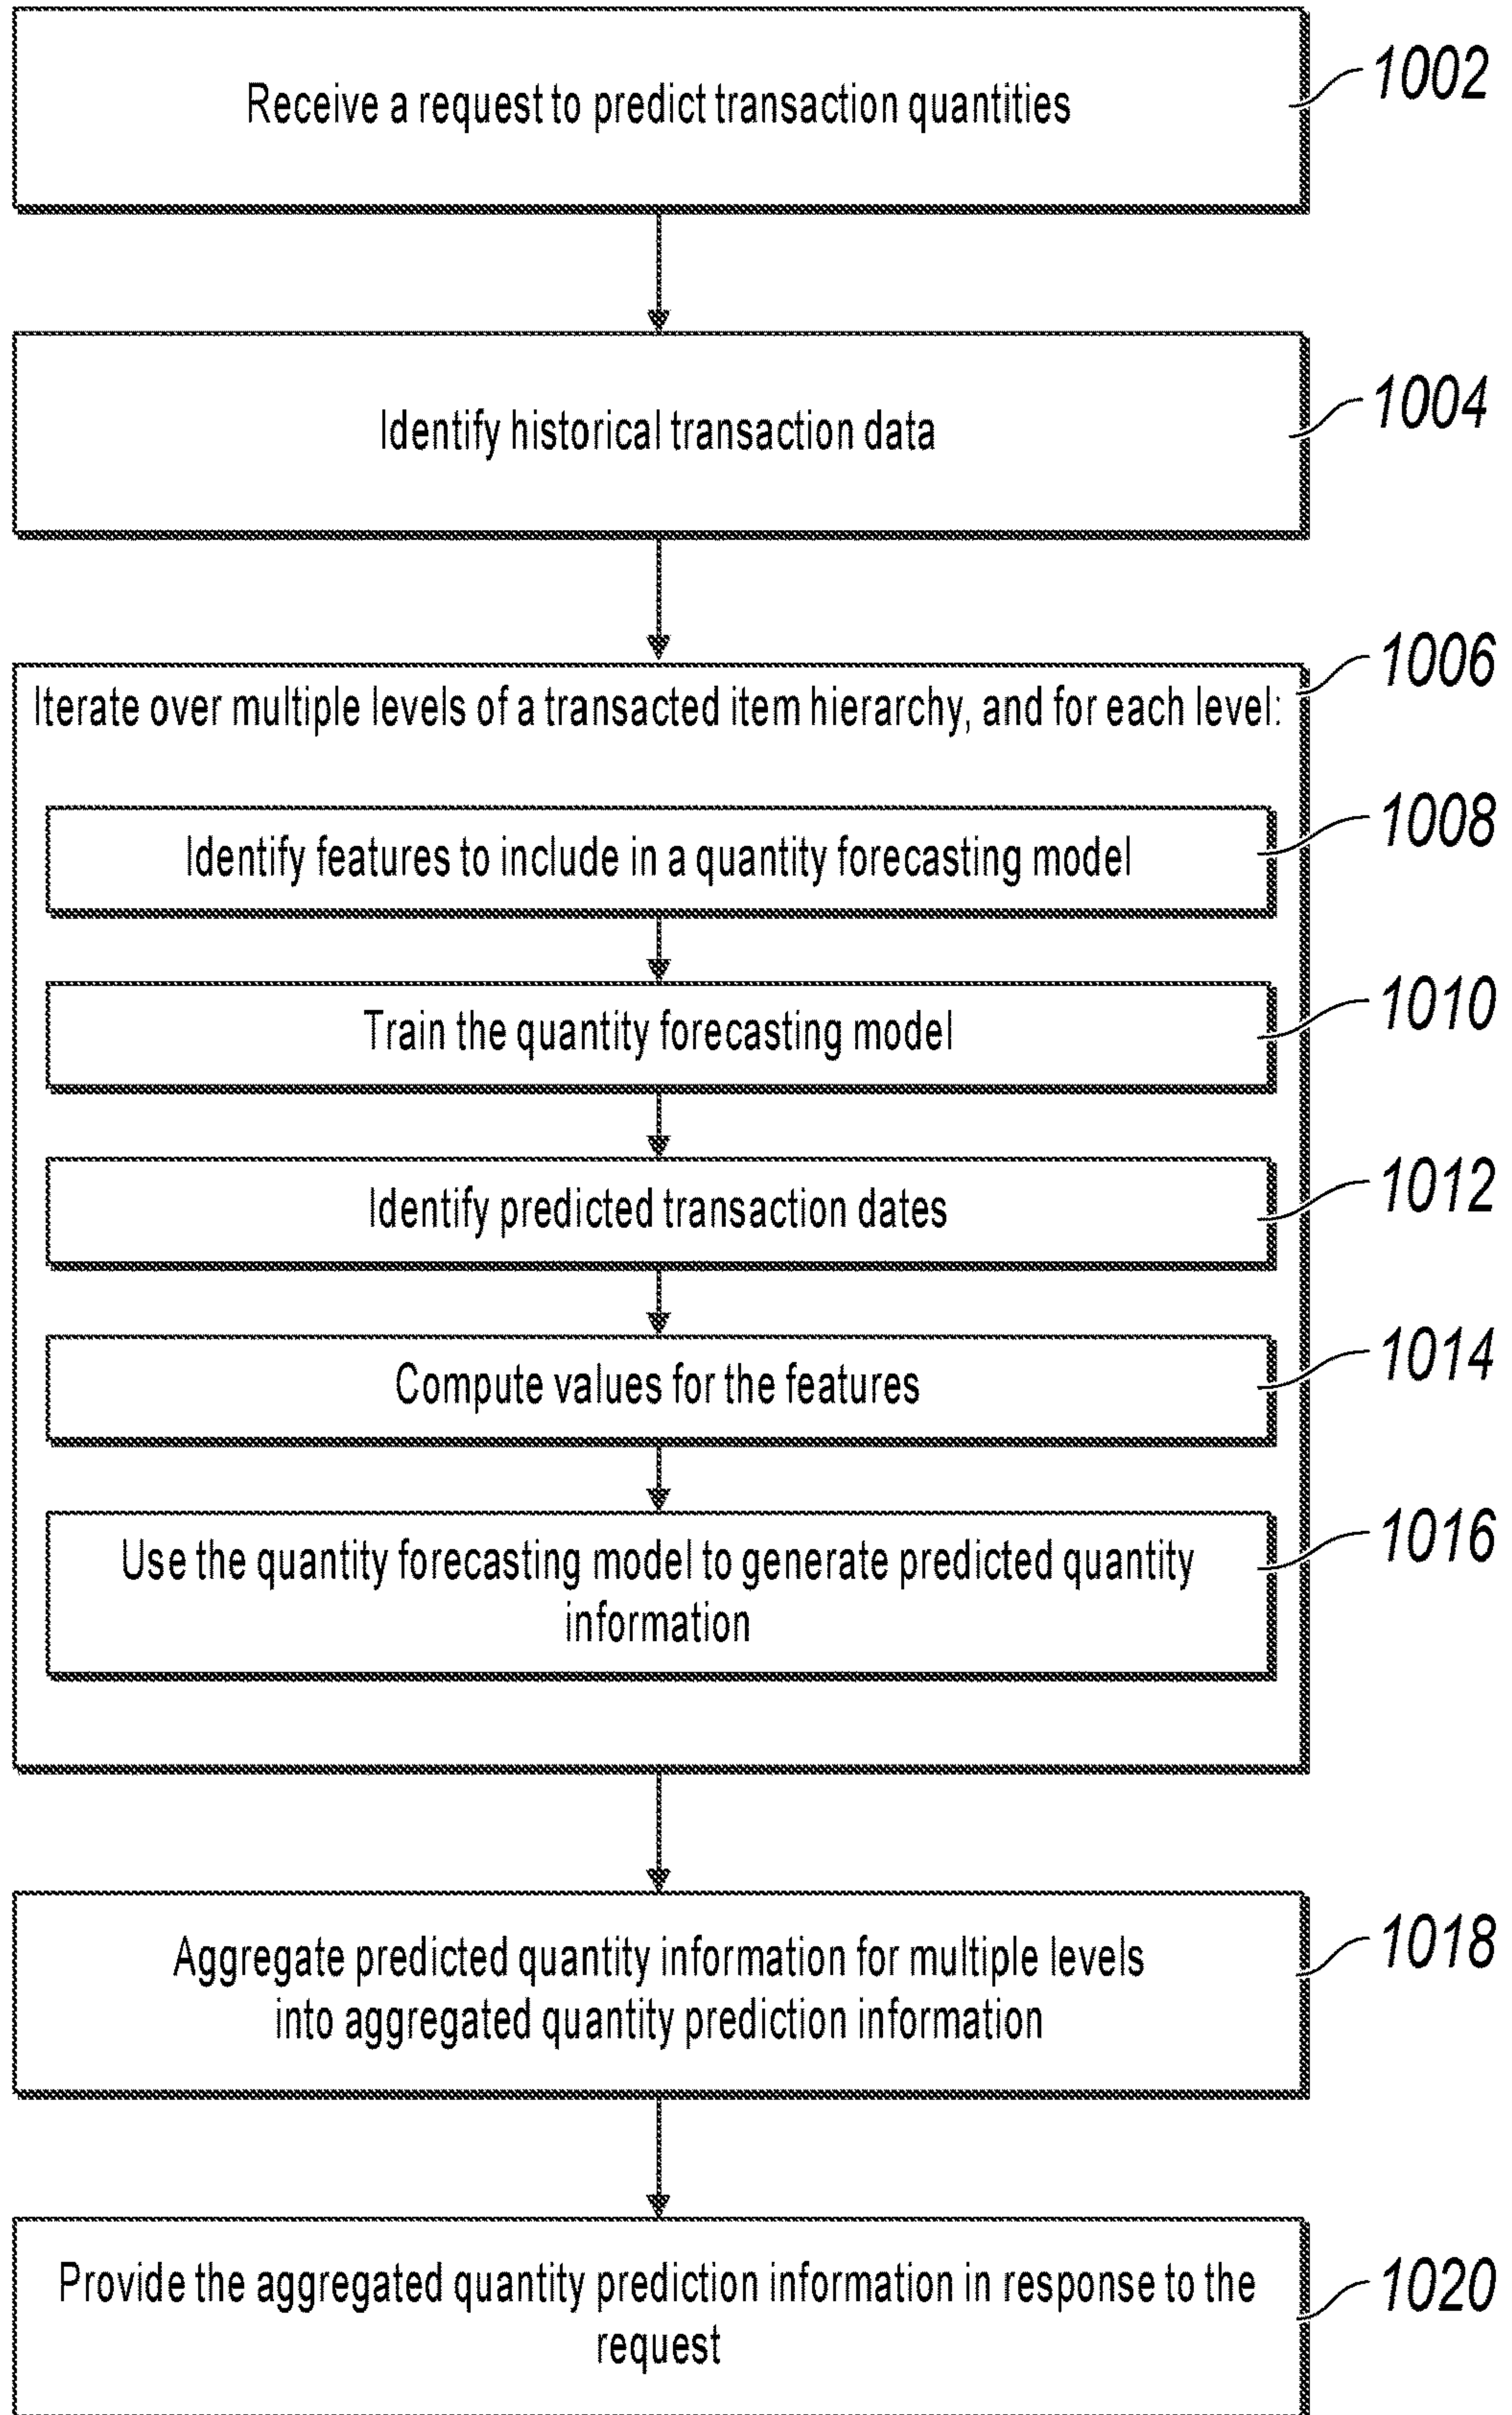 Receive a request to predict transaction quantities
1002
Identify historical transaction data
1004
1006
Iterate over multiple levels of a transacted item hierarchy, and for each level:
Identify features to include in a quantity forecasting model
1008
Train the quantity forecasting model
1010
Identify predicted transaction dates
1012
Compute values for the features
1014
Use the quantity forecasting model to generate predicted quantity
information
1016
Aggregate predicted quantity information for multiple levels
into aggregated quantity prediction information
1018
Provide the aggregated quantity prediction information in response to the
request
1020